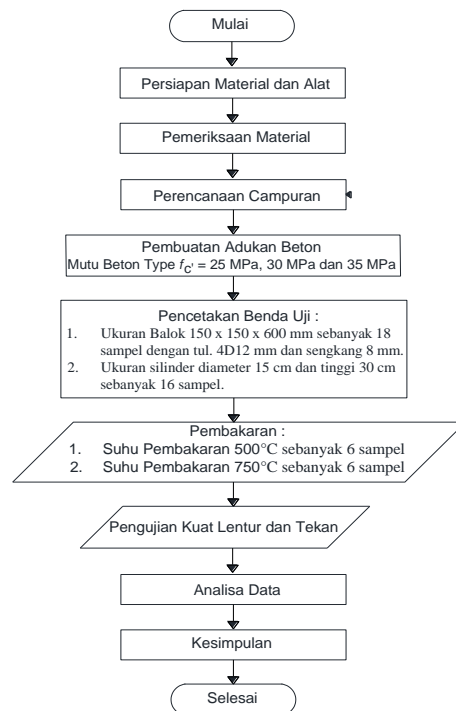 Mulai
Persiapan Material dan Alat
Pemeriksaan Material
Perencanaan Campuran
Pembuatan Adukan Beton
Mutu Beton Type fc' = 25 MPa, 30 MPa dan 35 MPa
Pencetakan Benda Uji :
1. Ukuran Balok 150 x 150 x 600 mm sebanyak 18
sampel dengan tul. 4D12 mm dan sengkang 8 mm.
2. Ukuran silinder diameter 15 cm dan tinggi 30 cm
sebanyak 16 sampel.
Pembakaran :
1. Suhu Pembakaran 500°C sebanyak 6 sampel
2. Suhu Pembakaran 750°C sebanyak 6 sampel
Pengujian Kuat Lentur dan Tekan
Analisa Data
Kesimpulan
Selesai